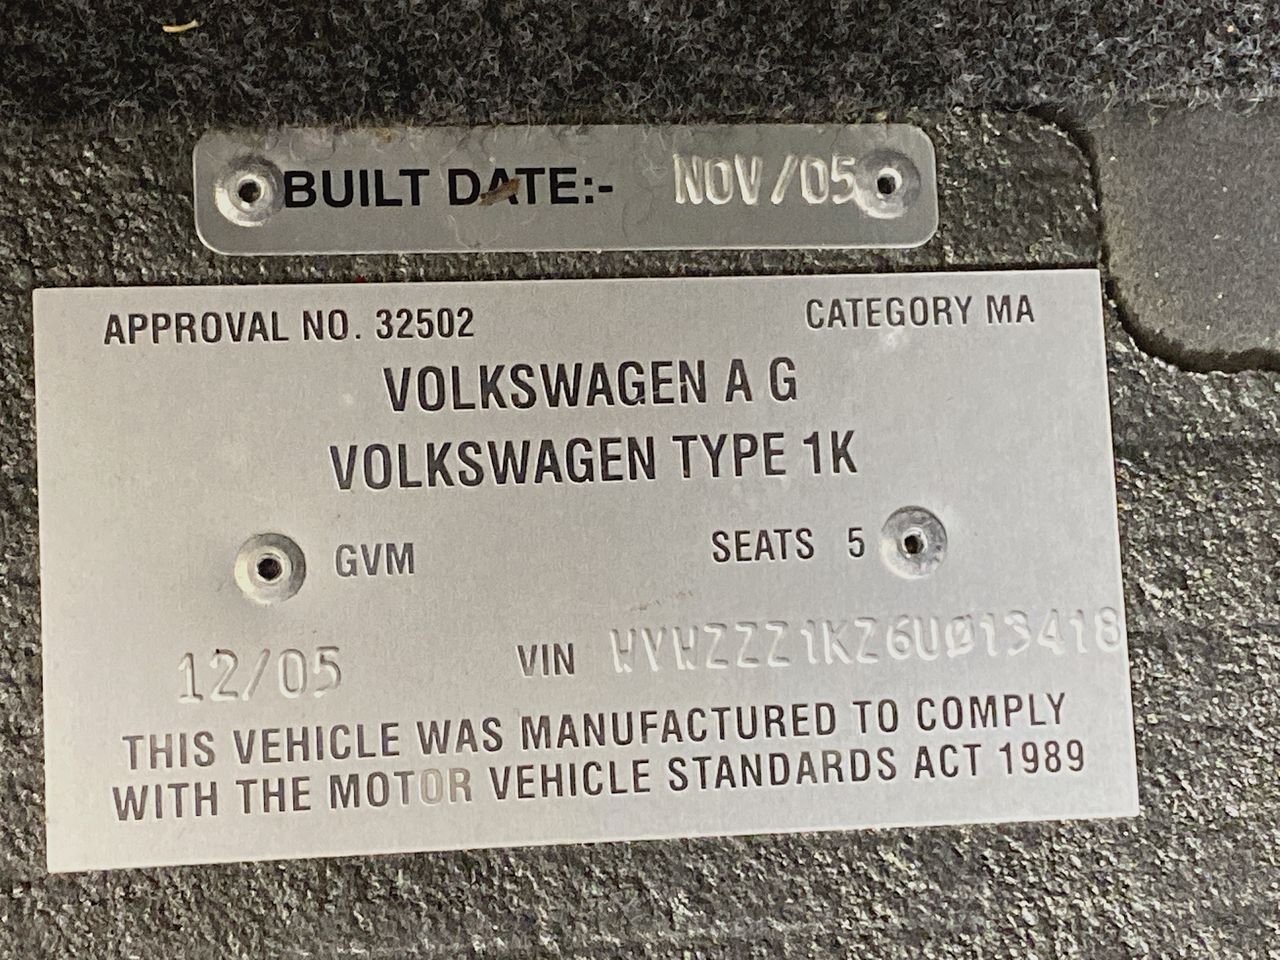 BUILT DATE:- NOV/05
APPROVAL NO. 32502 CATEGORY MA
VOLKSWAGEN A G
VOLKSWAGEN TYPE 1K
GVM SEATS 5
12/05 VIN WVWZZZ1KZ6U013418
THIS VEHICLE WAS MANUFACTURED TO COMPLY
WITH THE MOTOR VEHICLE STANDARDS ACT 1989